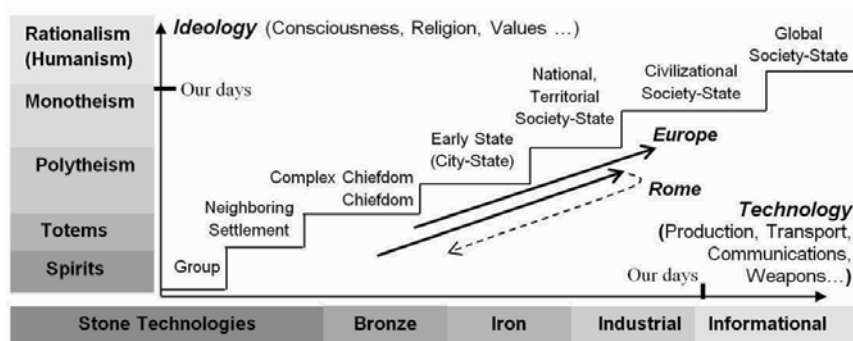 Rationalism
(Humanism)
Monotheism
Polytheism
Totems
Spirits
Ideology (Consciousness, Religion, Values ...)
Our days
Group
Neighboring
Settlement
Complex Chiefdom
Chiefdom
Early State
(City-State)
National,
Territorial
Society-State
Civilizational
Society-State
Global
Society-State
Europe
Rome
Technology
(Production, Transport,
Communications,
Weapons...)
Our days
Stone Technologies
Bronze
Iron
Industrial
Informational